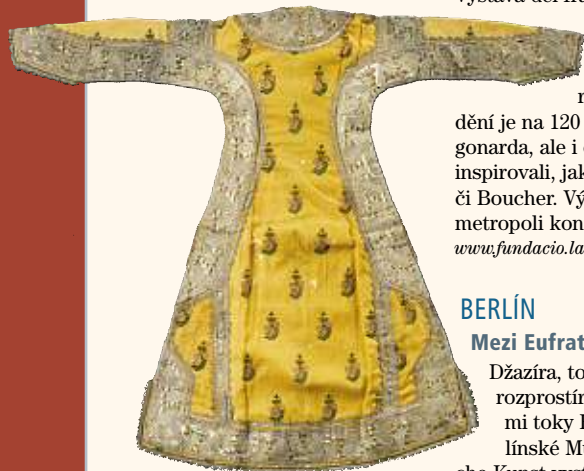 dění je na 120
gonarda, ale i
inspirovali, jak
či Boucher. Vý
metropoli kon
www.fundacio.la
BERLÍN
Mezi Eufrat
Džazíra, to
rozprostír
mi toky
línské